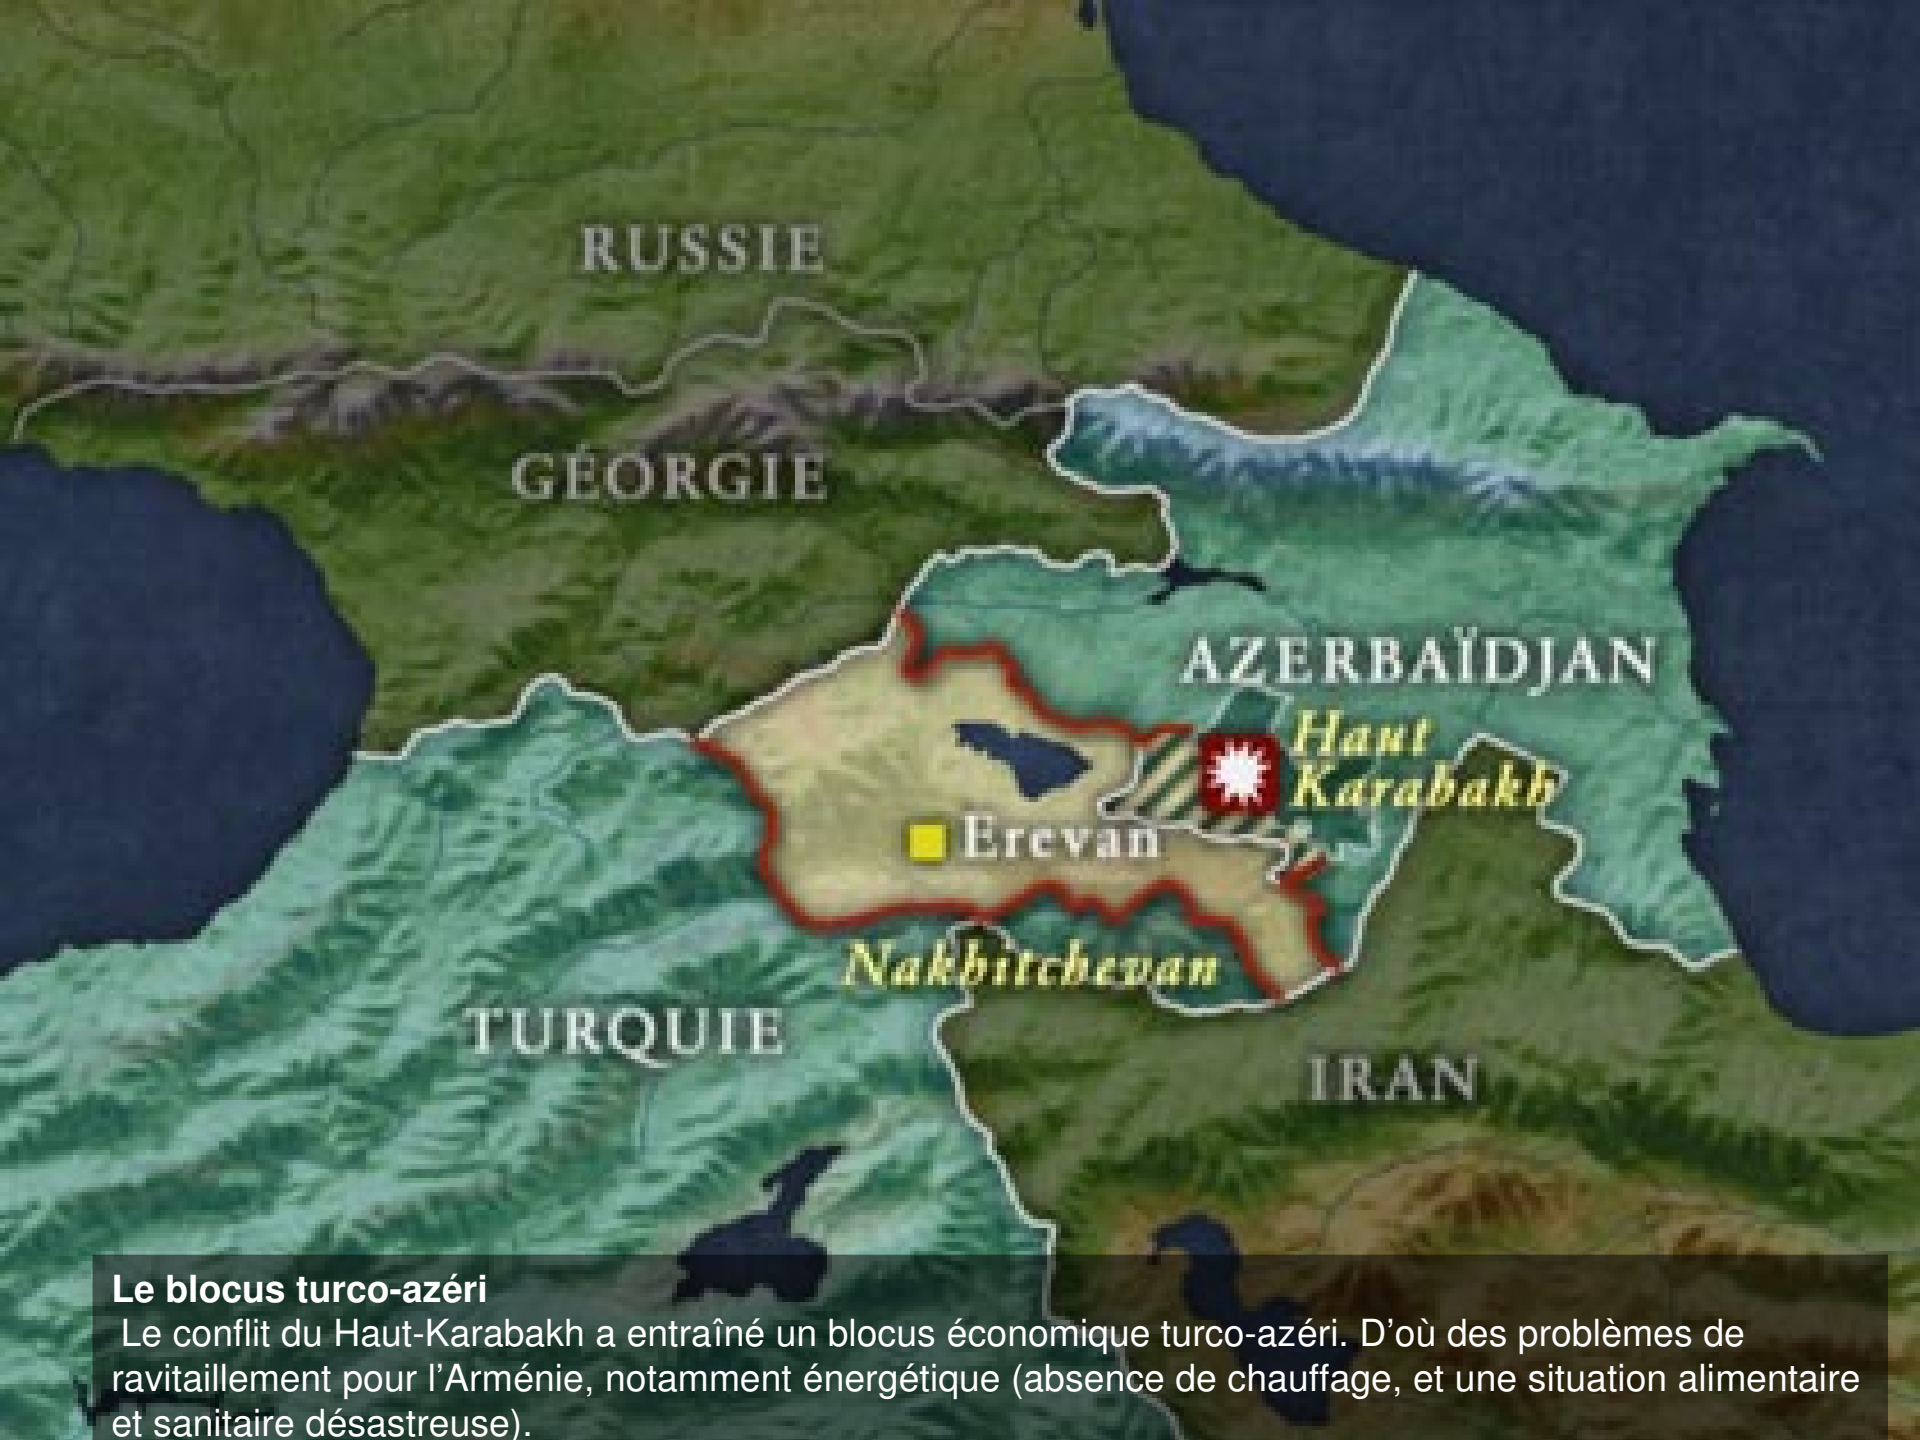 RUSSIE
GÉORGIE
AZERBAÏDJAN
Haut
Karabakh
Erevan
Nakhitchevan
TURQUIE
IRAN
Le blocus turco-azéri
Le conflit du Haut-Karabakh a entraîné un blocus économique turco-azéri. D’où des problèmes de
ravitaillement pour l’Arménie, notamment énergétique (absence de chauffage, et une situation alimentaire
et sanitaire désastreuse).